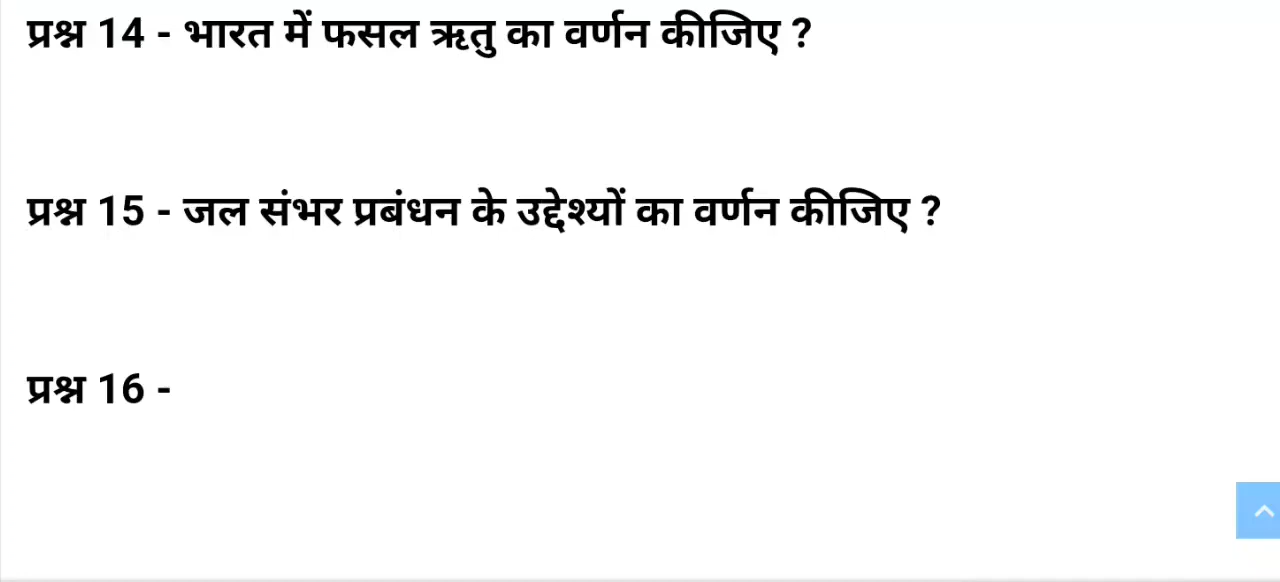 प्रश्न 14 - भारत में फसल ऋतु का वर्णन कीजिए ?
प्रश्न 15 - जल संभर प्रबंधन के उद्देश्यों का वर्णन कीजिए ?
प्रश्न 16 -